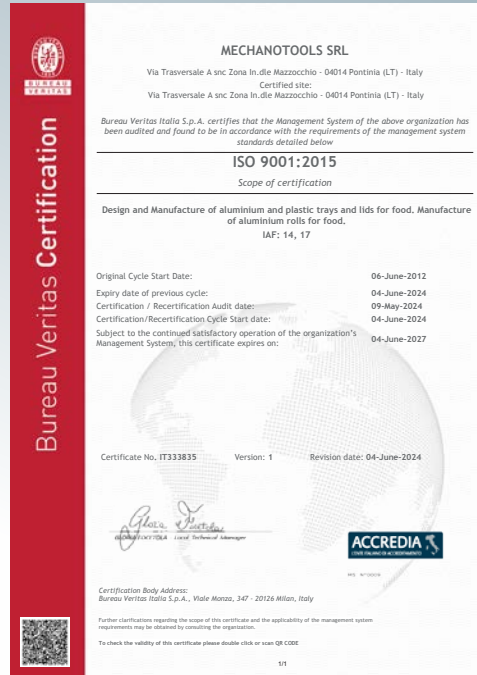 BUREAU
VERITAS
Bureau Veritas Certification
MECHANOTOOLS SRL
Via Trasversale A snc Zona In.dle Mazzocchio - 04014 Pontinia (LT) - Italy
Certified site:
Via Trasversale A snc Zona In.dle Mazzocchio - 04014 Pontinia (LT) - Italy
Bureau Veritas Italia S.p.A. certifies that the Management System of the above organization has
been audited and found to be in accordance with the requirements of the management system
standards detailed below
ISO 9001:2015
Scope of certification
Design and Manufacture of aluminium and plastic trays and lids for food. Manufacture
of aluminium rolls for food.
IAF: 14, 17
Original Cycle Start Date: 06-June-2012
Expiry date of previous cycle: 04-June-2024
Certification / Recertification Audit date: 09-May-2024
Certification/Recertification Cycle Start date: 04-June-2024
Subject to the continued satisfactory operation of the organization's
Management System, this certificate expires on: 04-June-2027
Certificate No. IT333835 Version: 1 Revision date: 04-June-2024
Local Technical Manager
ACCREDIA
L'ENTE ITALIANO DI ACCREDITAMENTO
Certification Body Address:
Bureau Veritas Italia S.p.A., Viale Monza, 347 - 20126 Milan, Italy
Further clarifications regarding the scope of this certificate and the applicability of the management system
requirements may be obtained by consulting the organization.
To check the validity of this certificate please double click or scan QR CODE
1/1